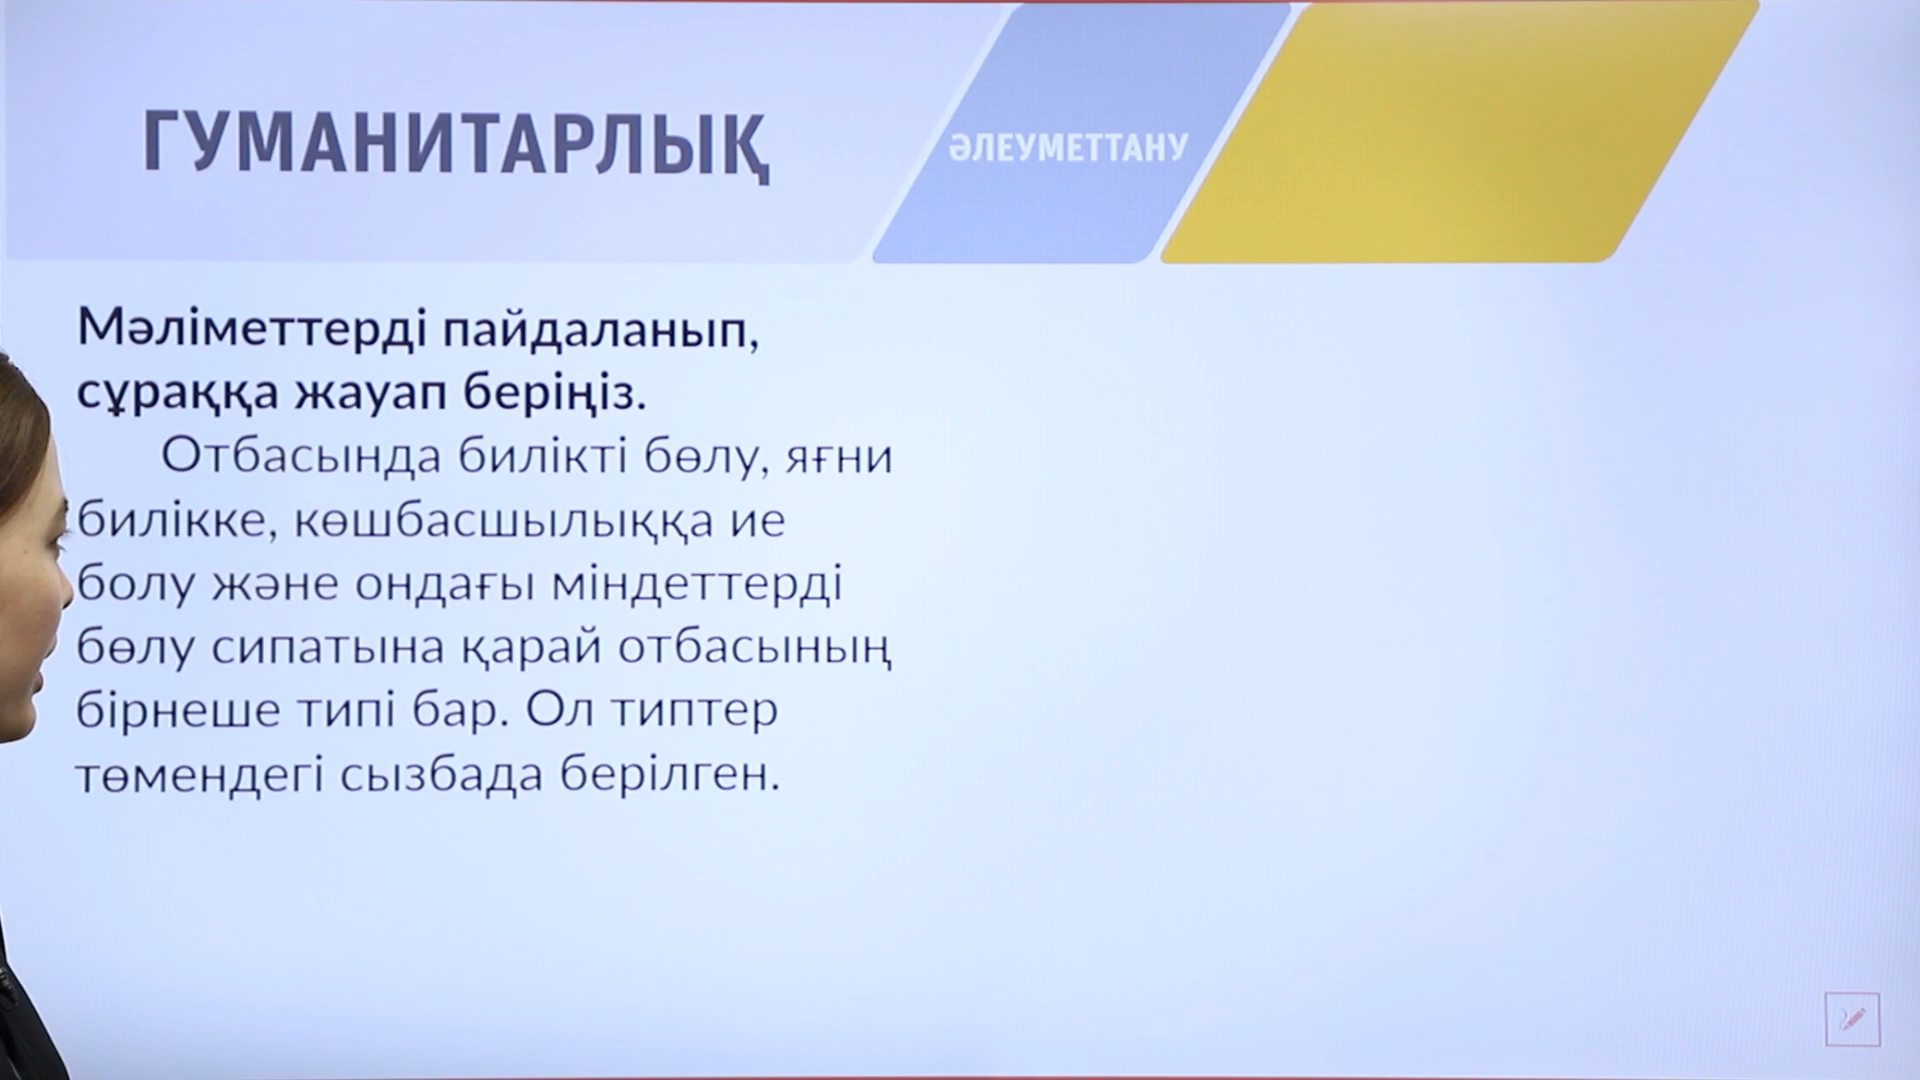 ГУМАНИТАРЛЫҚ
ӘЛЕУМЕТТАНУ
Мәліметтерді пайдаланып,
сұраққа жауап беріңіз.
Отбасында билікті бөлу, яғни
билікке, көшбасшылыққа ие
болу және ондағы міндеттерді
бөлу сипатына қарай отбасының
бірнеше типі бар. Ол типтер
төмендегі сызбада берілген.